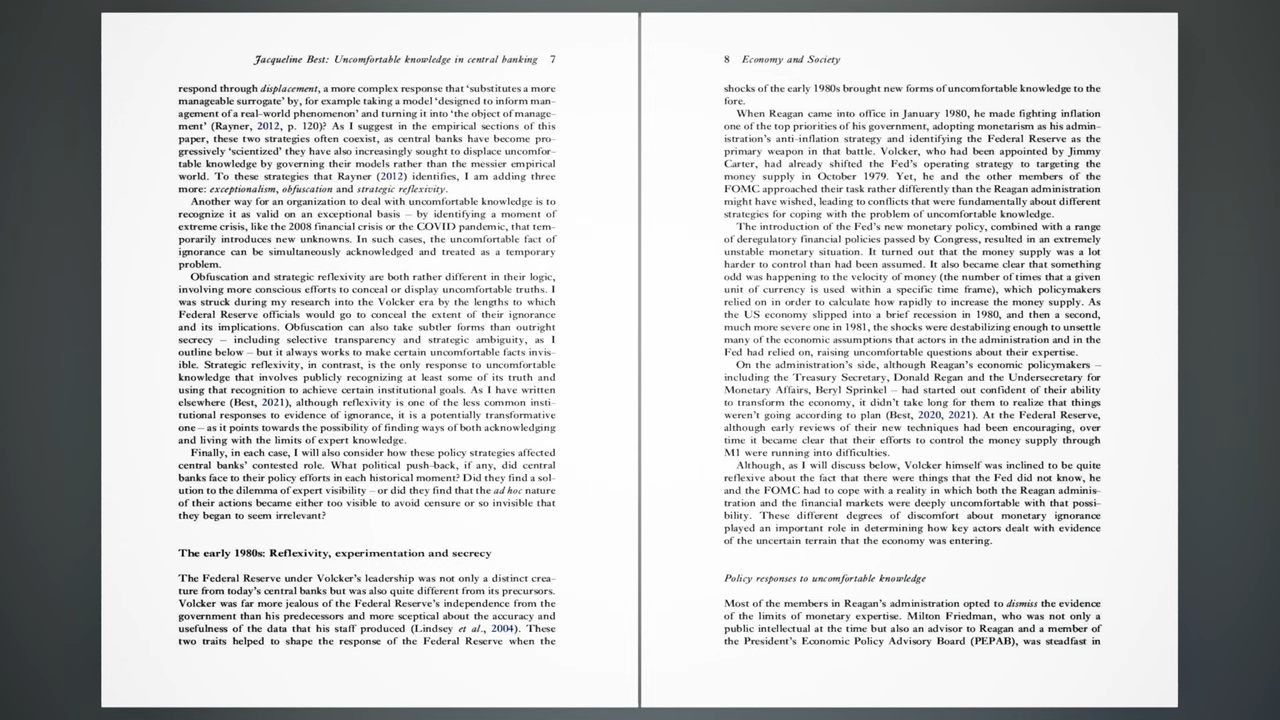 Jacqueline Best: Uncomfortable knowledge in central banking 7
respond through displacement, a more complex response that ‘substitutes a more
manageable surrogate’ by, for example taking a model ‘designed to inform man-
agement of a real-world phenomenon’ and turning it into ‘the object of manage-
ment’ (Rayner, 2012, p. 120)? As I suggest in the empirical sections of this
paper, these two strategies often coexist, as central banks have become pro-
gressively ‘scientized’ they have also increasingly sought to displace uncomfor-
table knowledge by governing their models rather than the messier empirical
world. To these strategies that Rayner (2012) identifies, I am adding three
more: exceptionalism, obfuscation and strategic reflexivity.
Another way for an organization to deal with uncomfortable knowledge is to
recognize it as valid on an exceptional basis – by identifying a moment of
extreme crisis, like the 2008 financial crisis or the COVID pandemic, that tem-
porarily introduces new unknowns. In such cases, the uncomfortable fact of
ignorance can be simultaneously acknowledged and treated as a temporary
problem.
Obfuscation and strategic reflexivity are both rather different in their logic,
involving more conscious efforts to conceal or display uncomfortable truths. I
was struck during my research into the Volcker era by the lengths to which
Federal Reserve officials would go to conceal the extent of their ignorance
and its implications. Obfuscation can also take subtler forms than outright
secrecy – including selective transparency and strategic ambiguity, as I
outline below – but it always works to make certain uncomfortable facts invis-
ible. Strategic reflexivity, in contrast, is the only response to uncomfortable
knowledge that involves publicly recognizing at least some of its truth and
using that recognition to achieve certain institutional goals. As I have written
elsewhere (Best, 2021), although reflexivity is one of the less common insti-
tutional responses to evidence of ignorance, it is a potentially transformative
one – as it points towards the possibility of finding ways of both acknowledging
and living with the limits of expert knowledge.
Finally, in each case, I will also consider how these policy strategies affected
central banks’ contested role. What political push-back, if any, did central
banks face to their policy efforts in each historical moment? Did they find a sol-
ution to the dilemma of expert visibility – or did they find that the ad hoc nature
of their actions became either too visible to avoid censure or so invisible that
they began to seem irrelevant?
The early 1980s: Reflexivity, experimentation and secrecy
The Federal Reserve under Volcker’s leadership was not only a distinct crea-
ture from today’s central banks but was also quite different from its precursors.
Volcker was far more jealous of the Federal Reserve’s independence from the
government than his predecessors and more sceptical about the accuracy and
usefulness of the data that his staff produced (Lindsey et al., 2004). These
two traits helped to shape the response of the Federal Reserve when the
8 Economy and Society
shocks of the early 1980s brought new forms of uncomfortable knowledge to the
fore.
When Reagan came into office in January 1980, he made fighting inflation
one of the top priorities of his government, adopting monetarism as his admin-
istration’s anti-inflation strategy and identifying the Federal Reserve as the
primary weapon in that battle. Volcker, who had been appointed by Jimmy
Carter, had already shifted the Fed’s operating strategy to targeting the
money supply in October 1979. Yet, he and the other members of the
FOMC approached their task rather differently than the Reagan administration
might have wished, leading to conflicts that were fundamentally about different
strategies for coping with the problem of uncomfortable knowledge.
The introduction of the Fed’s new monetary policy, combined with a range
of deregulatory financial policies passed by Congress, resulted in an extremely
unstable monetary situation. It turned out that the money supply was a lot
harder to control than had been assumed. It also became clear that something
odd was happening to the velocity of money (the number of times that a given
unit of currency is used within a specific time frame), which policymakers
relied on in order to calculate how rapidly to increase the money supply. As
the US economy slipped into a brief recession in 1980, and then a second,
much more severe one in 1981, the shocks were destabilizing enough to unsettle
many of the economic assumptions that actors in the administration and in the
Fed had relied on, raising uncomfortable questions about their expertise.
On the administration’s side, although Reagan’s economic policymakers –
including the Treasury Secretary, Donald Regan and the Undersecretary for
Monetary Affairs, Beryl Sprinkel – had started out confident of their ability
to transform the economy, it didn’t take long for them to realize that things
weren’t going according to plan (Best, 2020, 2021). At the Federal Reserve,
although early reviews of their new techniques had been encouraging, over
time it became clear that their efforts to control the money supply through
M1 were running into difficulties.
Although, as I will discuss below, Volcker himself was inclined to be quite
reflexive about the fact that there were things that the Fed did not know, he
and the FOMC had to cope with a reality in which both the Reagan adminis-
tration and the financial markets were deeply uncomfortable with that possi-
bility. These different degrees of discomfort about monetary ignorance
played an important role in determining how key actors dealt with evidence
of the uncertain terrain that the economy was entering.
Policy responses to uncomfortable knowledge
Most of the members in Reagan’s administration opted to dismiss the evidence
of the limits of monetary expertise. Milton Friedman, who was not only a
public intellectual at the time but also an advisor to Reagan and a member of
the President’s Economic Policy Advisory Board (PEPAB), was steadfast in